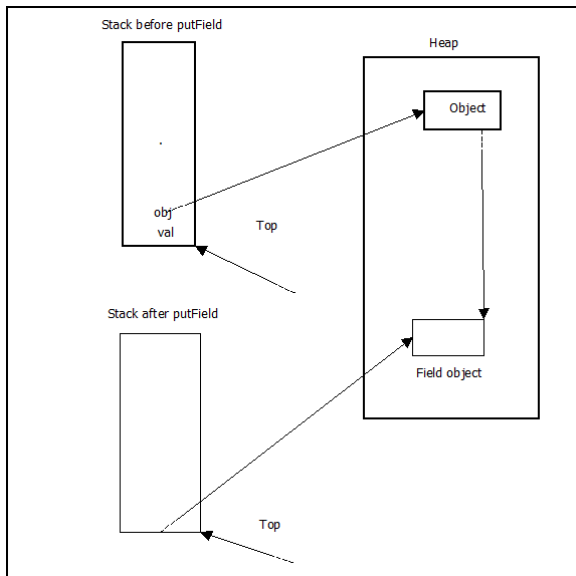 Stack before putField
Heap
Object
obj
val
Top
Stack after putField
Field object
Top